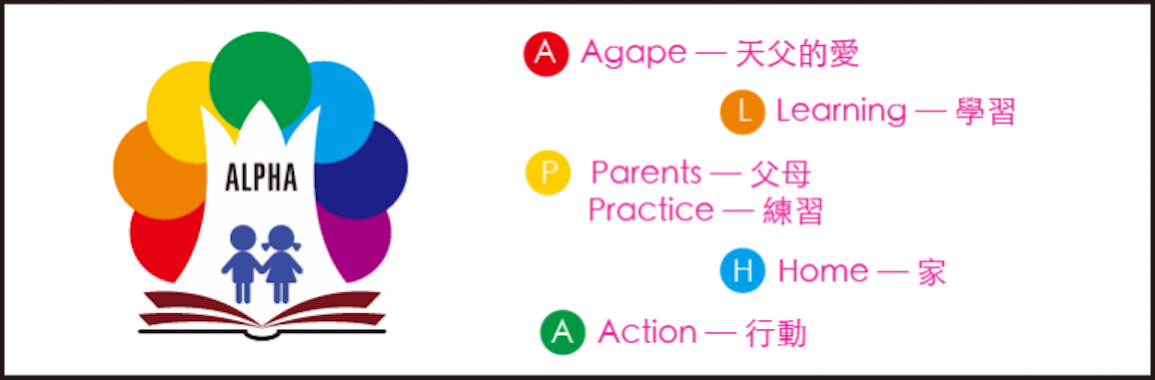 ALPHA
A Agape — 天父的愛
L Learning — 學習
P Parents — 父母
Practice — 練習
H Home — 家
A Action — 行動